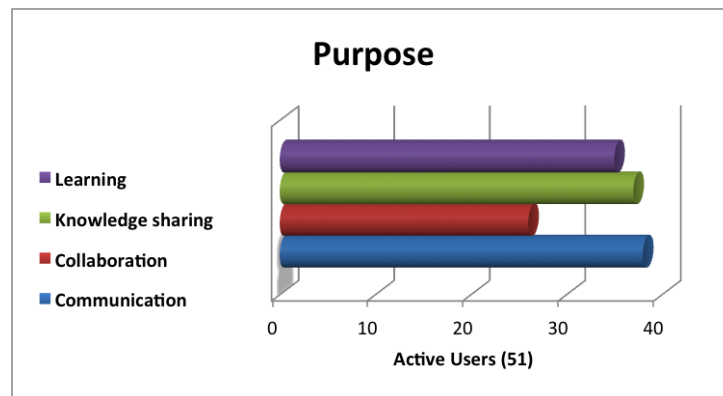 Purpose
Learning
Knowledge sharing
Collaboration
Communication
0 10 20 30 40
Active Users (51)